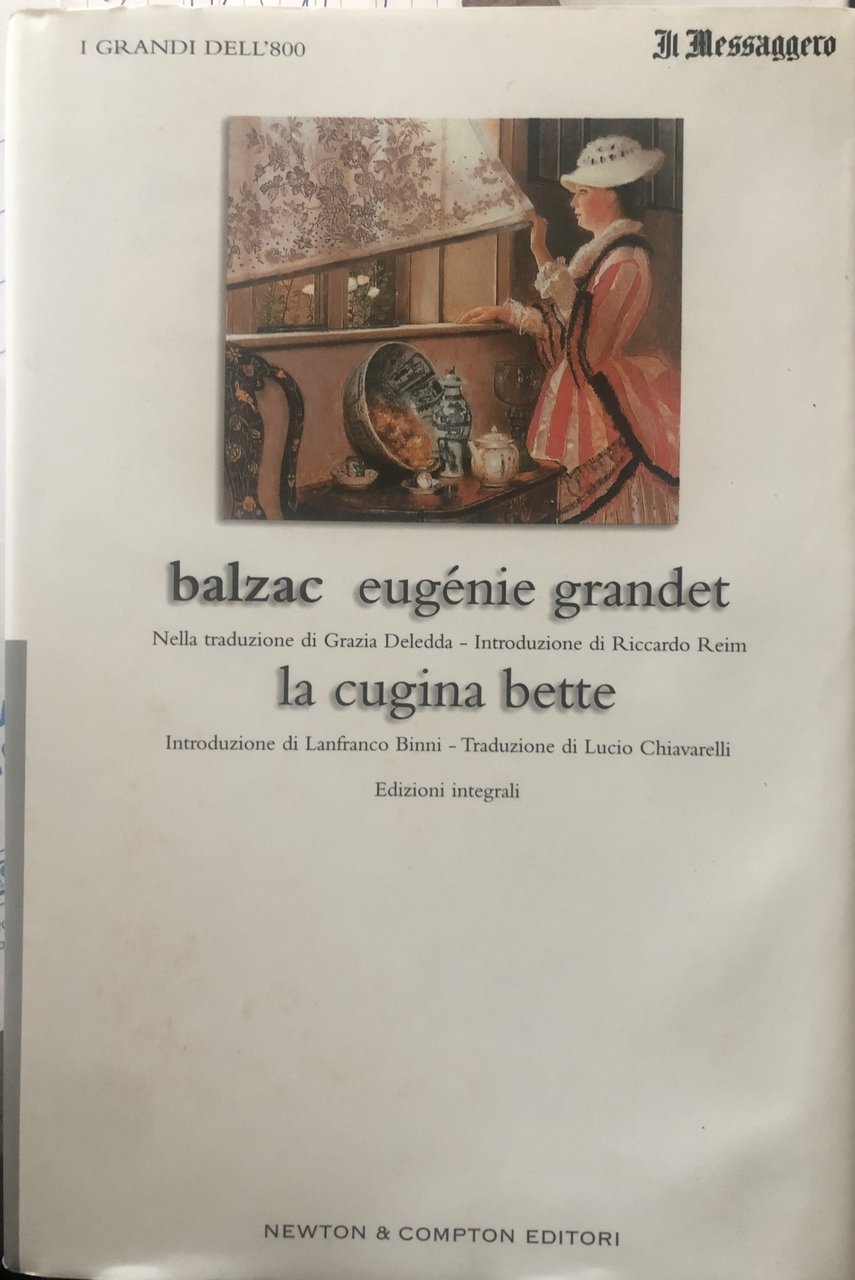 I GRANDI DELL'800
Il Messaggero
balzac eugénie grandet
Nella traduzione di Grazia Deledda - Introduzione di Riccardo Reim
la cugina bette
Introduzione di Lanfranco Binni - Traduzione di Lucio Chiavarelli
Edizioni integrali
NEWTON & COMPTON EDITORI